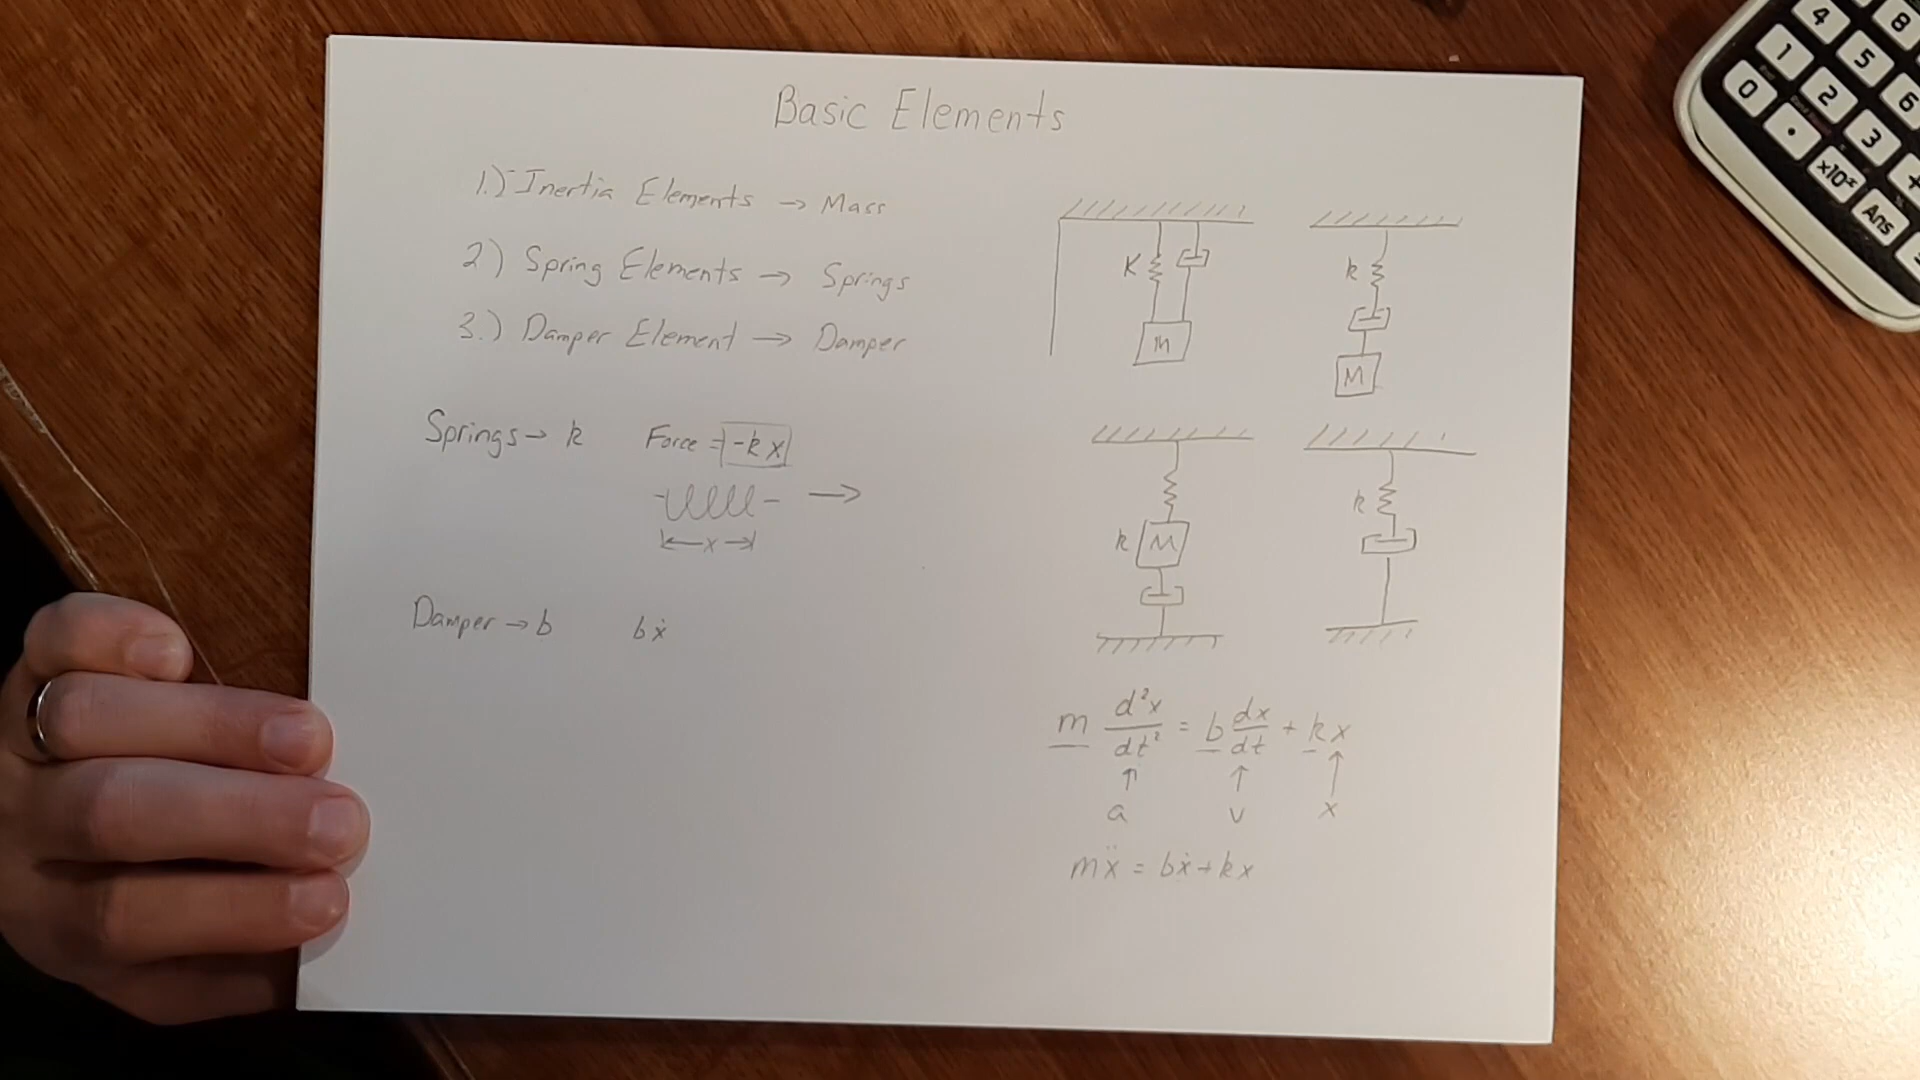 Basic Elements
1.) Inertia Elements → Mass
2) Spring Elements → Springs
3.) Damper Element → Damper
Springs → k Force = -kx
x
Damper → b bẋ
K
m
k
M
k
M
k
m d²x/dt² = b dx/dt + kx
a v x
mẍ = bẋ + kx
4 8
1 5
0 2 6
. 3
×10ˣ +
Ans